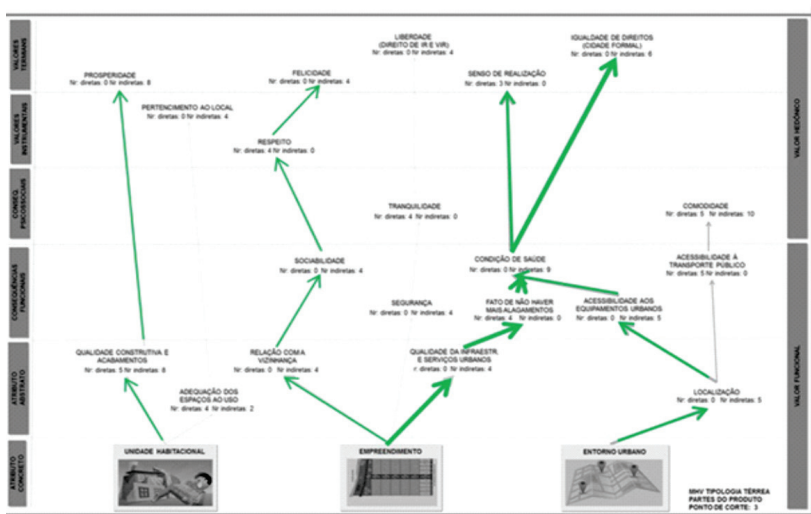 VALORES
TERMINAIS
LIBERDADE
(DIREITO DE IR E VIR)
Nr: diretas: 0 Nr indiretas: 4
IGUALDADE DE DIREITOS
(CIDADE FORMAL)
Nr: diretas: 0 Nr indiretas: 6
PROSPERIDADE
Nr: diretas: 0 Nr indiretas: 8
FELICIDADE
Nr: diretas: 0 Nr indiretas: 4
SENSO DE REALIZAÇÃO
Nr: diretas: 3 Nr indiretas: 0
VALOR HEDÔNICO
VALORES
INSTRUMENTAIS
PERTENCIMENTO AO LOCAL
Nr: diretas: 0 Nr indiretas: 4
RESPEITO
Nr: diretas: 4 Nr indiretas: 0
CONSEQ.
PSICOSSOCIAIS
TRANQUILIDADE
Nr: diretas: 4 Nr indiretas: 0
COMODIDADE
Nr: diretas: 5 Nr indiretas: 10
CONSEQUÊNCIAS
FUNCIONAIS
SOCIABILIDADE
Nr: diretas: 0 Nr indiretas: 4
CONDIÇÃO DE SAÚDE
Nr: diretas: 0 Nr indiretas: 9
ACESSIBILIDADE À
TRANSPORTE PÚBLICO
Nr: diretas: 5 Nr indiretas: 0
SEGURANÇA
Nr: diretas: 0 Nr indiretas: 4
FATO DE NÃO HAVER
MAIS ALAGAMENTOS
Nr: diretas: 4 Nr indiretas: 0
ACESSIBILIDADE AOS
EQUIPAMENTOS URBANOS
Nr: diretas: 0 Nr indiretas: 5
VALOR FUNCIONAL
ATRIBUTO
ABSTRATO
QUALIDADE CONSTRUTIVA E
ACABAMENTOS
Nr: diretas: 5 Nr indiretas: 8
RELAÇÃO COM A
VIZINHANÇA
Nr: diretas: 0 Nr indiretas: 4
QUALIDADE DA INFRAESTR.
E SERVIÇOS URBANOS
r: diretas: 0 Nr indiretas: 4
ADEQUAÇÃO DOS
ESPAÇOS AO USO
Nr: diretas: 4 Nr indiretas: 2
LOCALIZAÇÃO
Nr: diretas: 0 Nr indiretas: 5
ATRIBUTO
CONCRETO
UNIDADE HABITACIONAL
EMPREENDIMENTO
ENTORNO URBANO
MHV TIPOLOGIA TÉRREA
PARTES DO PRODUTO
PONTO DE CORTE: 3